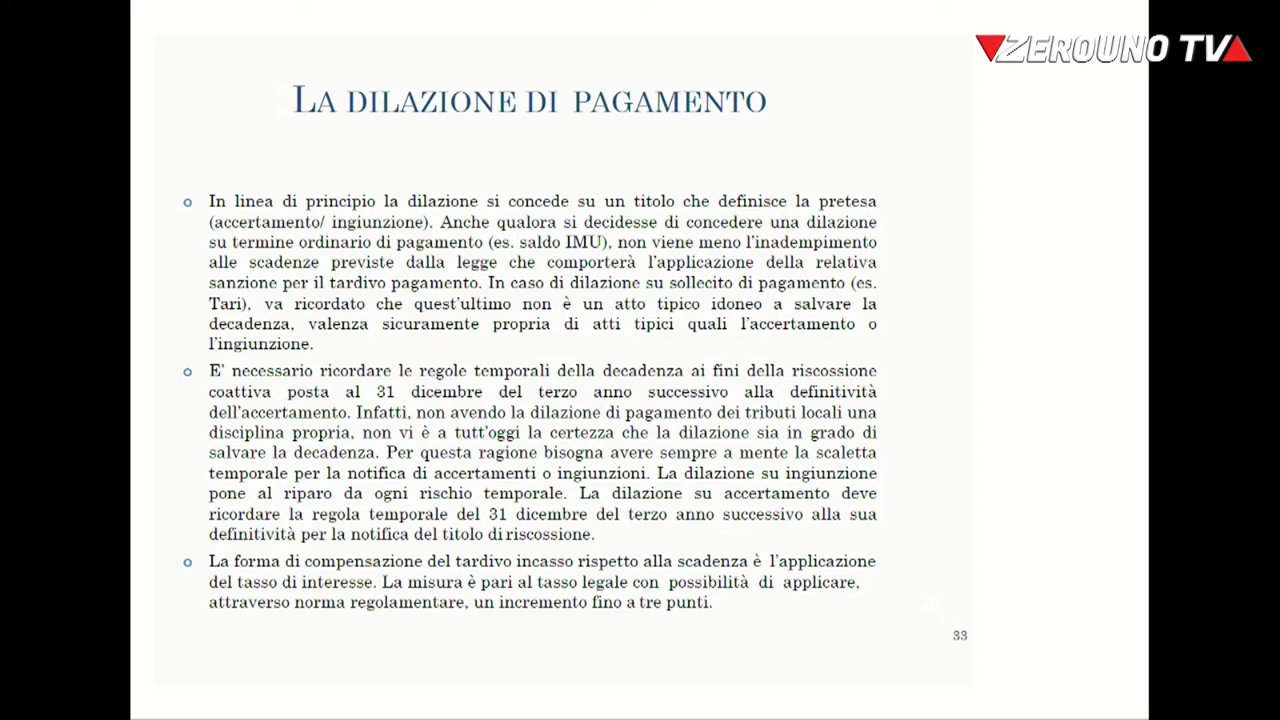 ZEROUNO TV
LA DILAZIONE DI PAGAMENTO
In linea di principio la dilazione si concede su un titolo che definisce la pretesa
(accertamento/ ingiunzione). Anche qualora si decidesse di concedere una dilazione
su termine ordinario di pagamento (es. saldo IMU), non viene meno l'inadempimento
alle scadenze previste dalla legge che comporterà l'applicazione della relativa
sanzione per il tardivo pagamento. In caso di dilazione su sollecito di pagamento (es.
Tari), va ricordato che quest'ultimo non è un atto tipico idoneo a salvare la
decadenza, valenza sicuramente propria di atti tipici quali l'accertamento o
l'ingiunzione.
E' necessario ricordare le regole temporali della decadenza ai fini della riscossione
coattiva posta al 31 dicembre del terzo anno successivo alla definitività
dell'accertamento. Infatti, non avendo la dilazione di pagamento dei tributi locali una
disciplina propria, non vi è a tutt'oggi la certezza che la dilazione sia in grado di
salvare la decadenza. Per questa ragione bisogna avere sempre a mente la scaletta
temporale per la notifica di accertamenti o ingiunzioni. La dilazione su ingiunzione
pone al riparo da ogni rischio temporale. La dilazione su accertamento deve
ricordare la regola temporale del 31 dicembre del terzo anno successivo alla sua
definitività per la notifica del titolo di riscossione.
La forma di compensazione del tardivo incasso rispetto alla scadenza è l'applicazione
del tasso di interesse. La misura è pari al tasso legale con possibilità di applicare,
attraverso norma regolamentare, un incremento fino a tre punti.
33